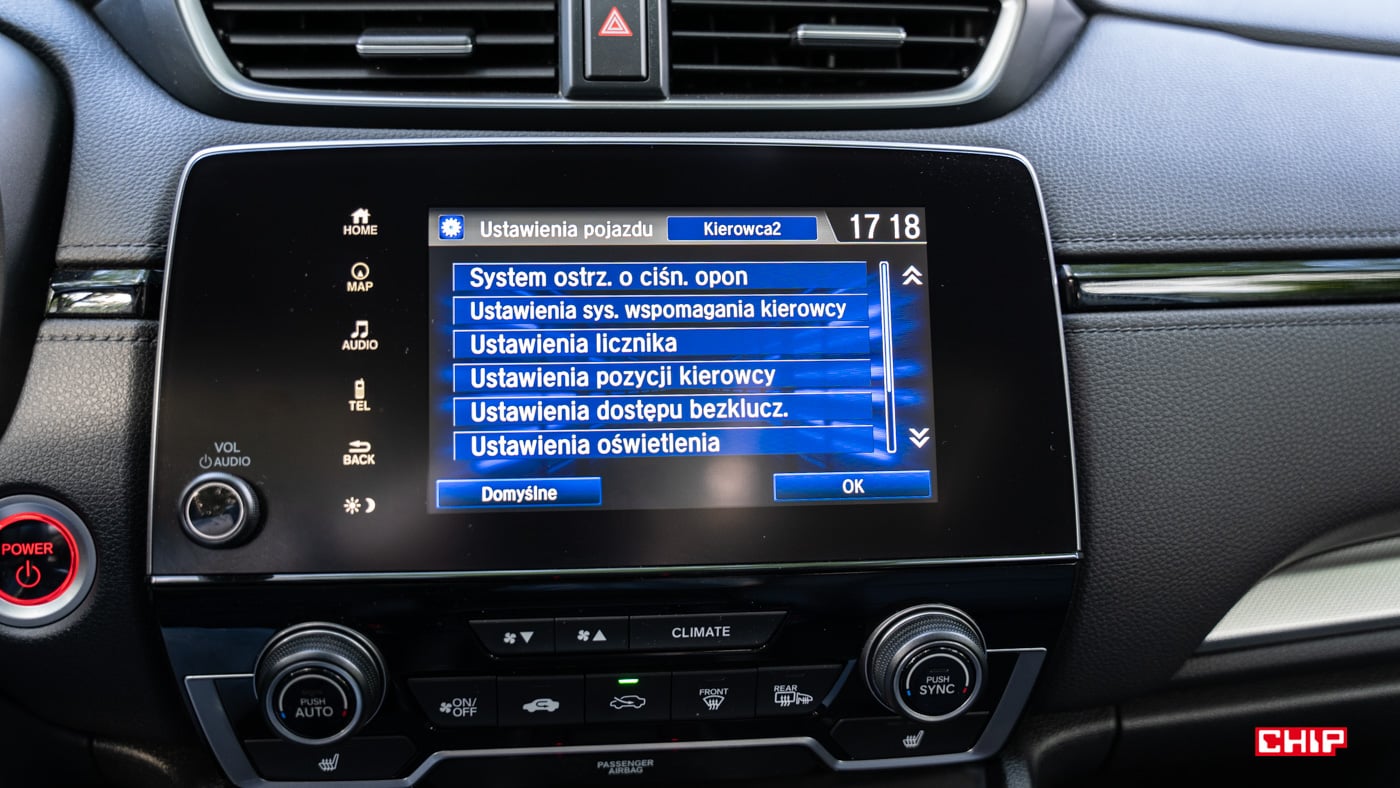 HOME
MAP
AUDIO
TEL
BACK
VOL
AUDIO
POWER
Ustawienia pojazdu
Kierowca2
17 18
System ostrz. o ciśn. opon
Ustawienia sys. wspomagania kierowcy
Ustawienia licznika
Ustawienia pozycji kierowcy
Ustawienia dostępu bezklucz.
Ustawienia oświetlenia
Domyślne
OK
CLIMATE
PUSH
AUTO
ON/
OFF
FRONT
REAR
PUSH
SYNC
PASSENGER
AIRBAG
CHIP